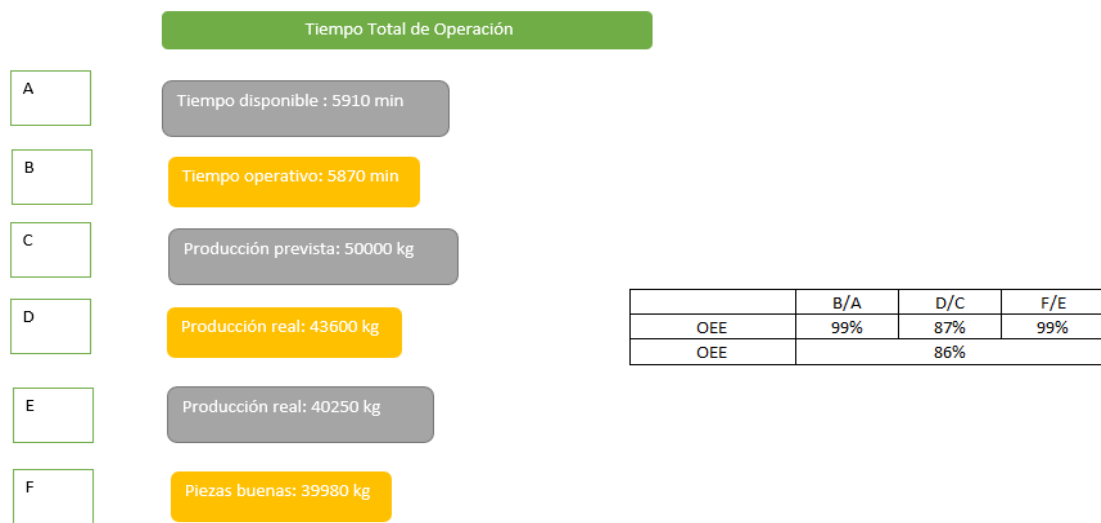 Tiempo Total de Operación
A
Tiempo disponible : 5910 min
B
Tiempo operativo: 5870 min
C
Producción prevista: 50000 kg
D
Producción real: 43600 kg
E
Producción real: 40250 kg
F
Piezas buenas: 39980 kg
B/A D/C F/E
OEE 99% 87% 99%
OEE 86%